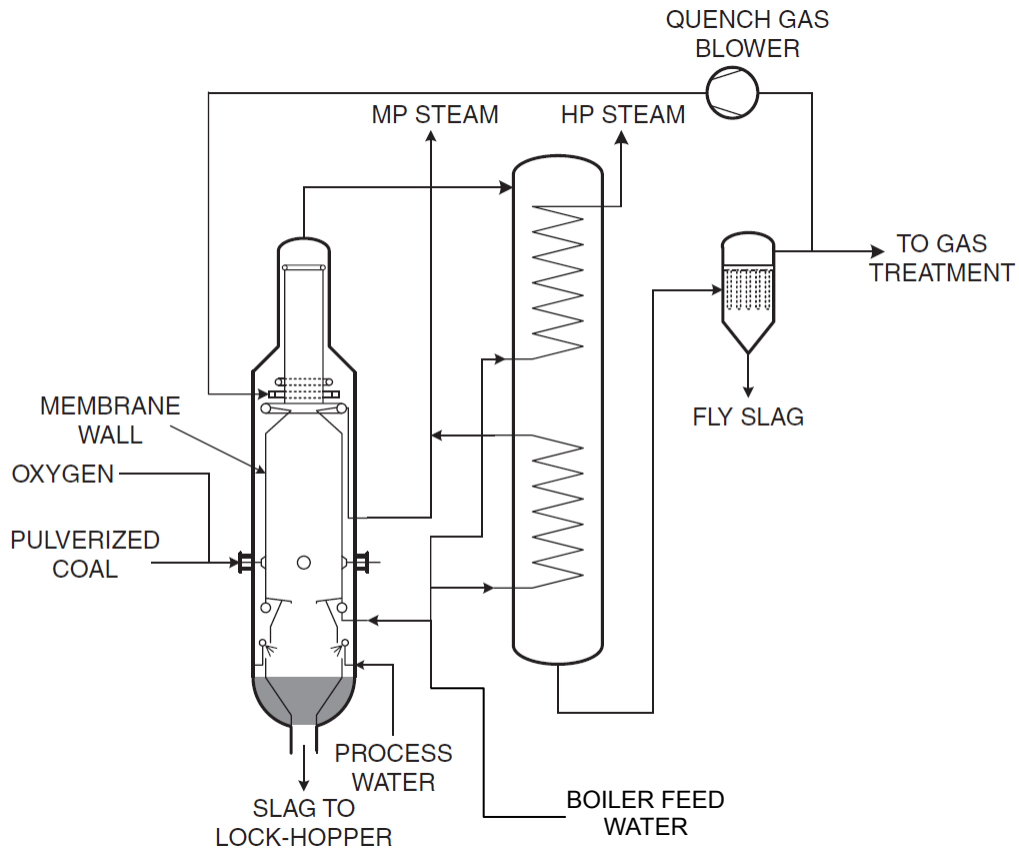 QUENCH GAS
BLOWER
MP STEAM
HP STEAM
TO GAS
TREATMENT
MEMBRANE
WALL
FLY SLAG
OXYGEN
PULVERIZED
COAL
PROCESS
WATER
SLAG TO
LOCK-HOPPER
BOILER FEED
WATER